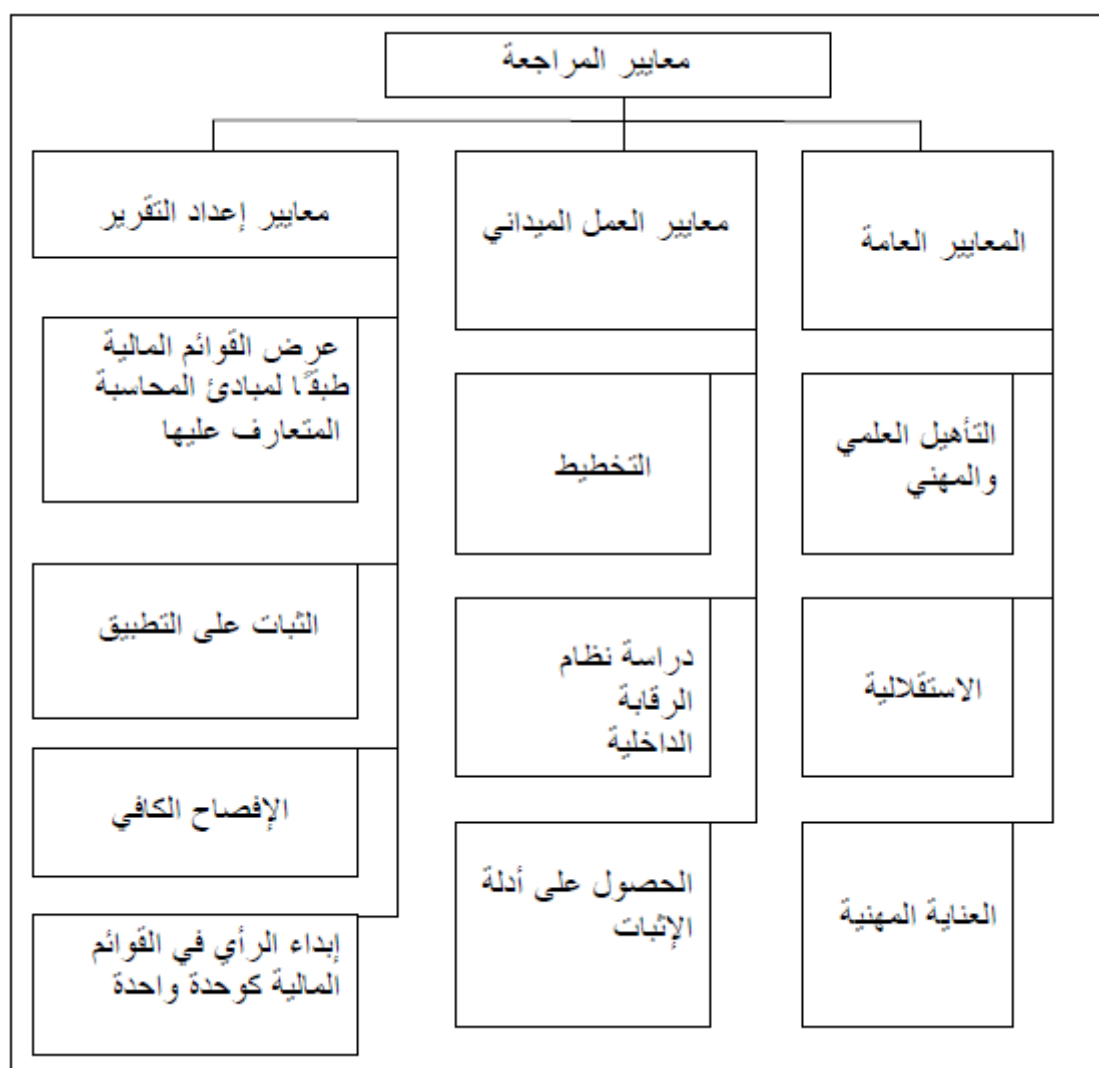 معايير المراجعة
المعايير العامة
معايير العمل الميداني
معايير إعداد التقرير
التأهيل العلمي
والمهني
الاستقلالية
العناية المهنية
التخطيط
دراسة نظام
الرقابة
الداخلية
الحصول على أدلة
الإثبات
عرض القوائم المالية
طبقًا لمبادئ المحاسبة
المتعارف عليها
الثبات على التطبيق
الإفصاح الكافي
إبداء الرأي في القوائم
المالية كوحدة واحدة